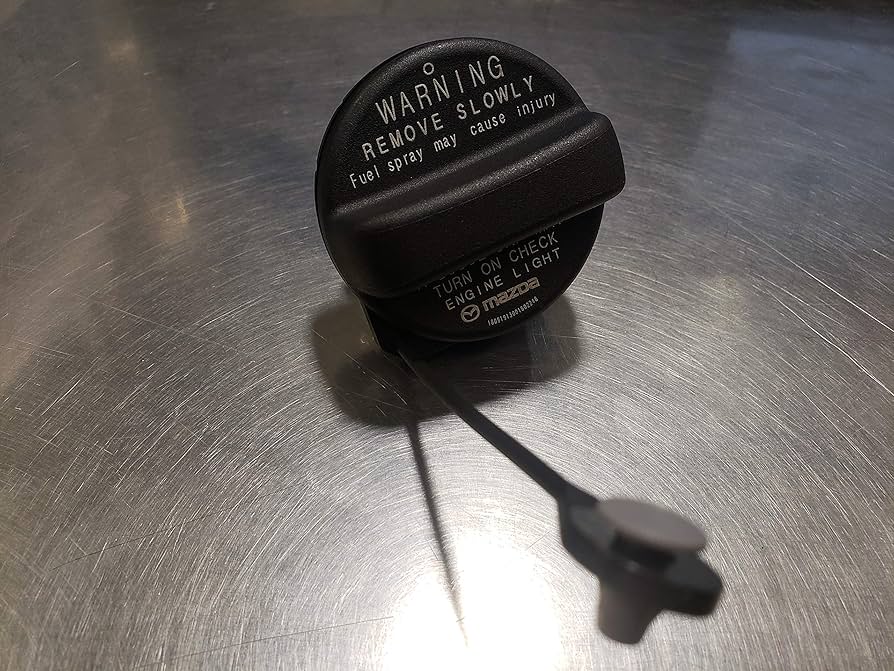 WARNING
REMOVE SLOWLY
Fuel spray may cause injury
TURN ON CHECK
ENGINE LIGHT
mazda